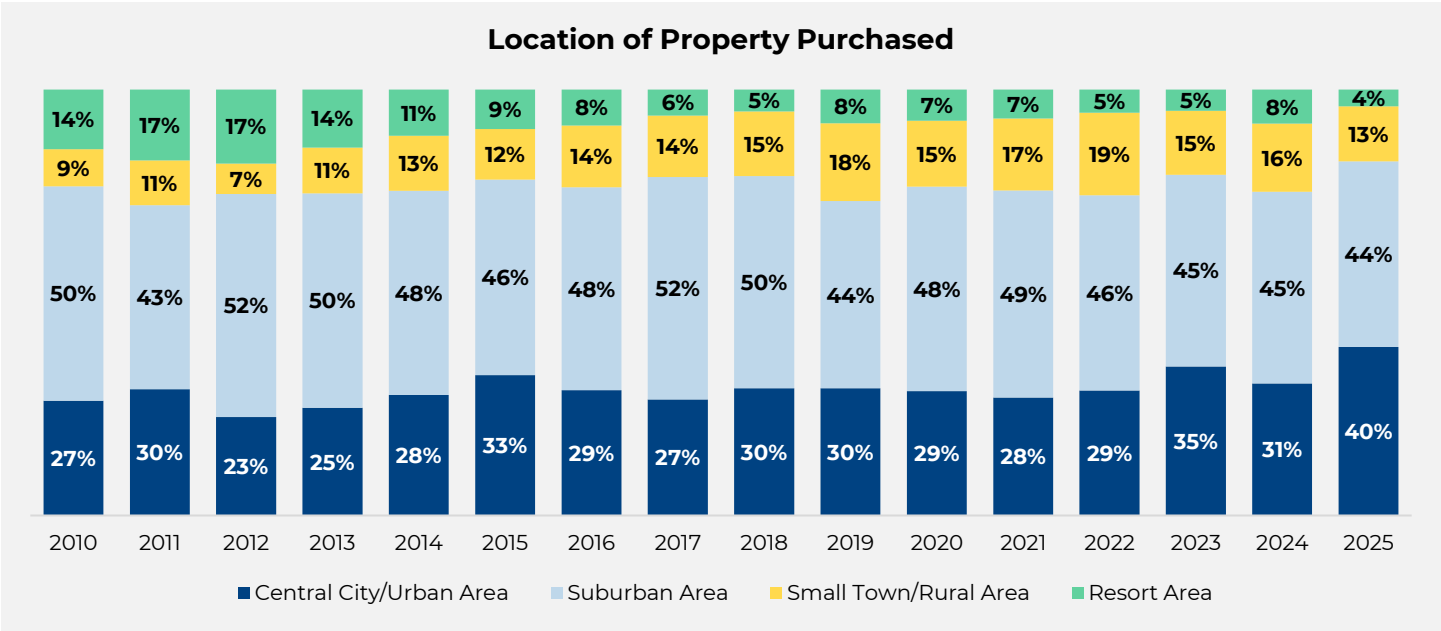 Location of Property Purchased
14% 17% 17% 14% 11% 9% 8% 6% 5% 8% 7% 7% 5% 5% 8% 4%
9% 11% 7% 11% 13% 12% 14% 14% 15% 18% 15% 17% 19% 15% 16% 13%
50% 43% 52% 50% 48% 46% 48% 52% 50% 44% 48% 49% 46% 45% 45% 44%
27% 30% 23% 25% 28% 33% 29% 27% 30% 30% 29% 28% 29% 35% 31% 40%
2010 2011 2012 2013 2014 2015 2016 2017 2018 2019 2020 2021 2022 2023 2024 2025
Central City/Urban Area Suburban Area Small Town/Rural Area Resort Area